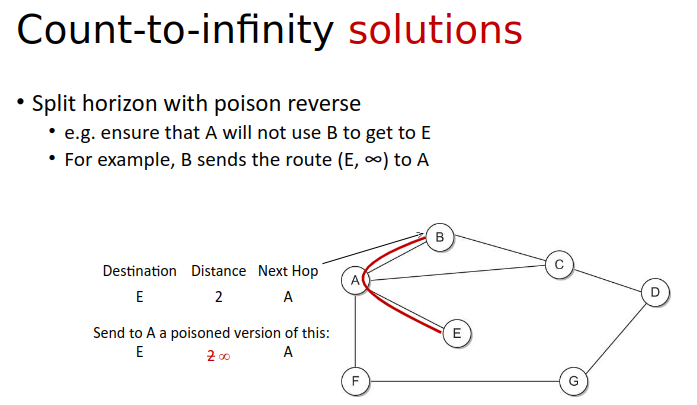 Count-to-infinity solutions
• Split horizon with poison reverse
• e.g. ensure that A will not use B to get to E
• For example, B sends the route (E, ∞) to A
Destination Distance Next Hop
E 2 A
Send to A a poisoned version of this:
E 2 ∞ A
B
C
A
D
E
F
G